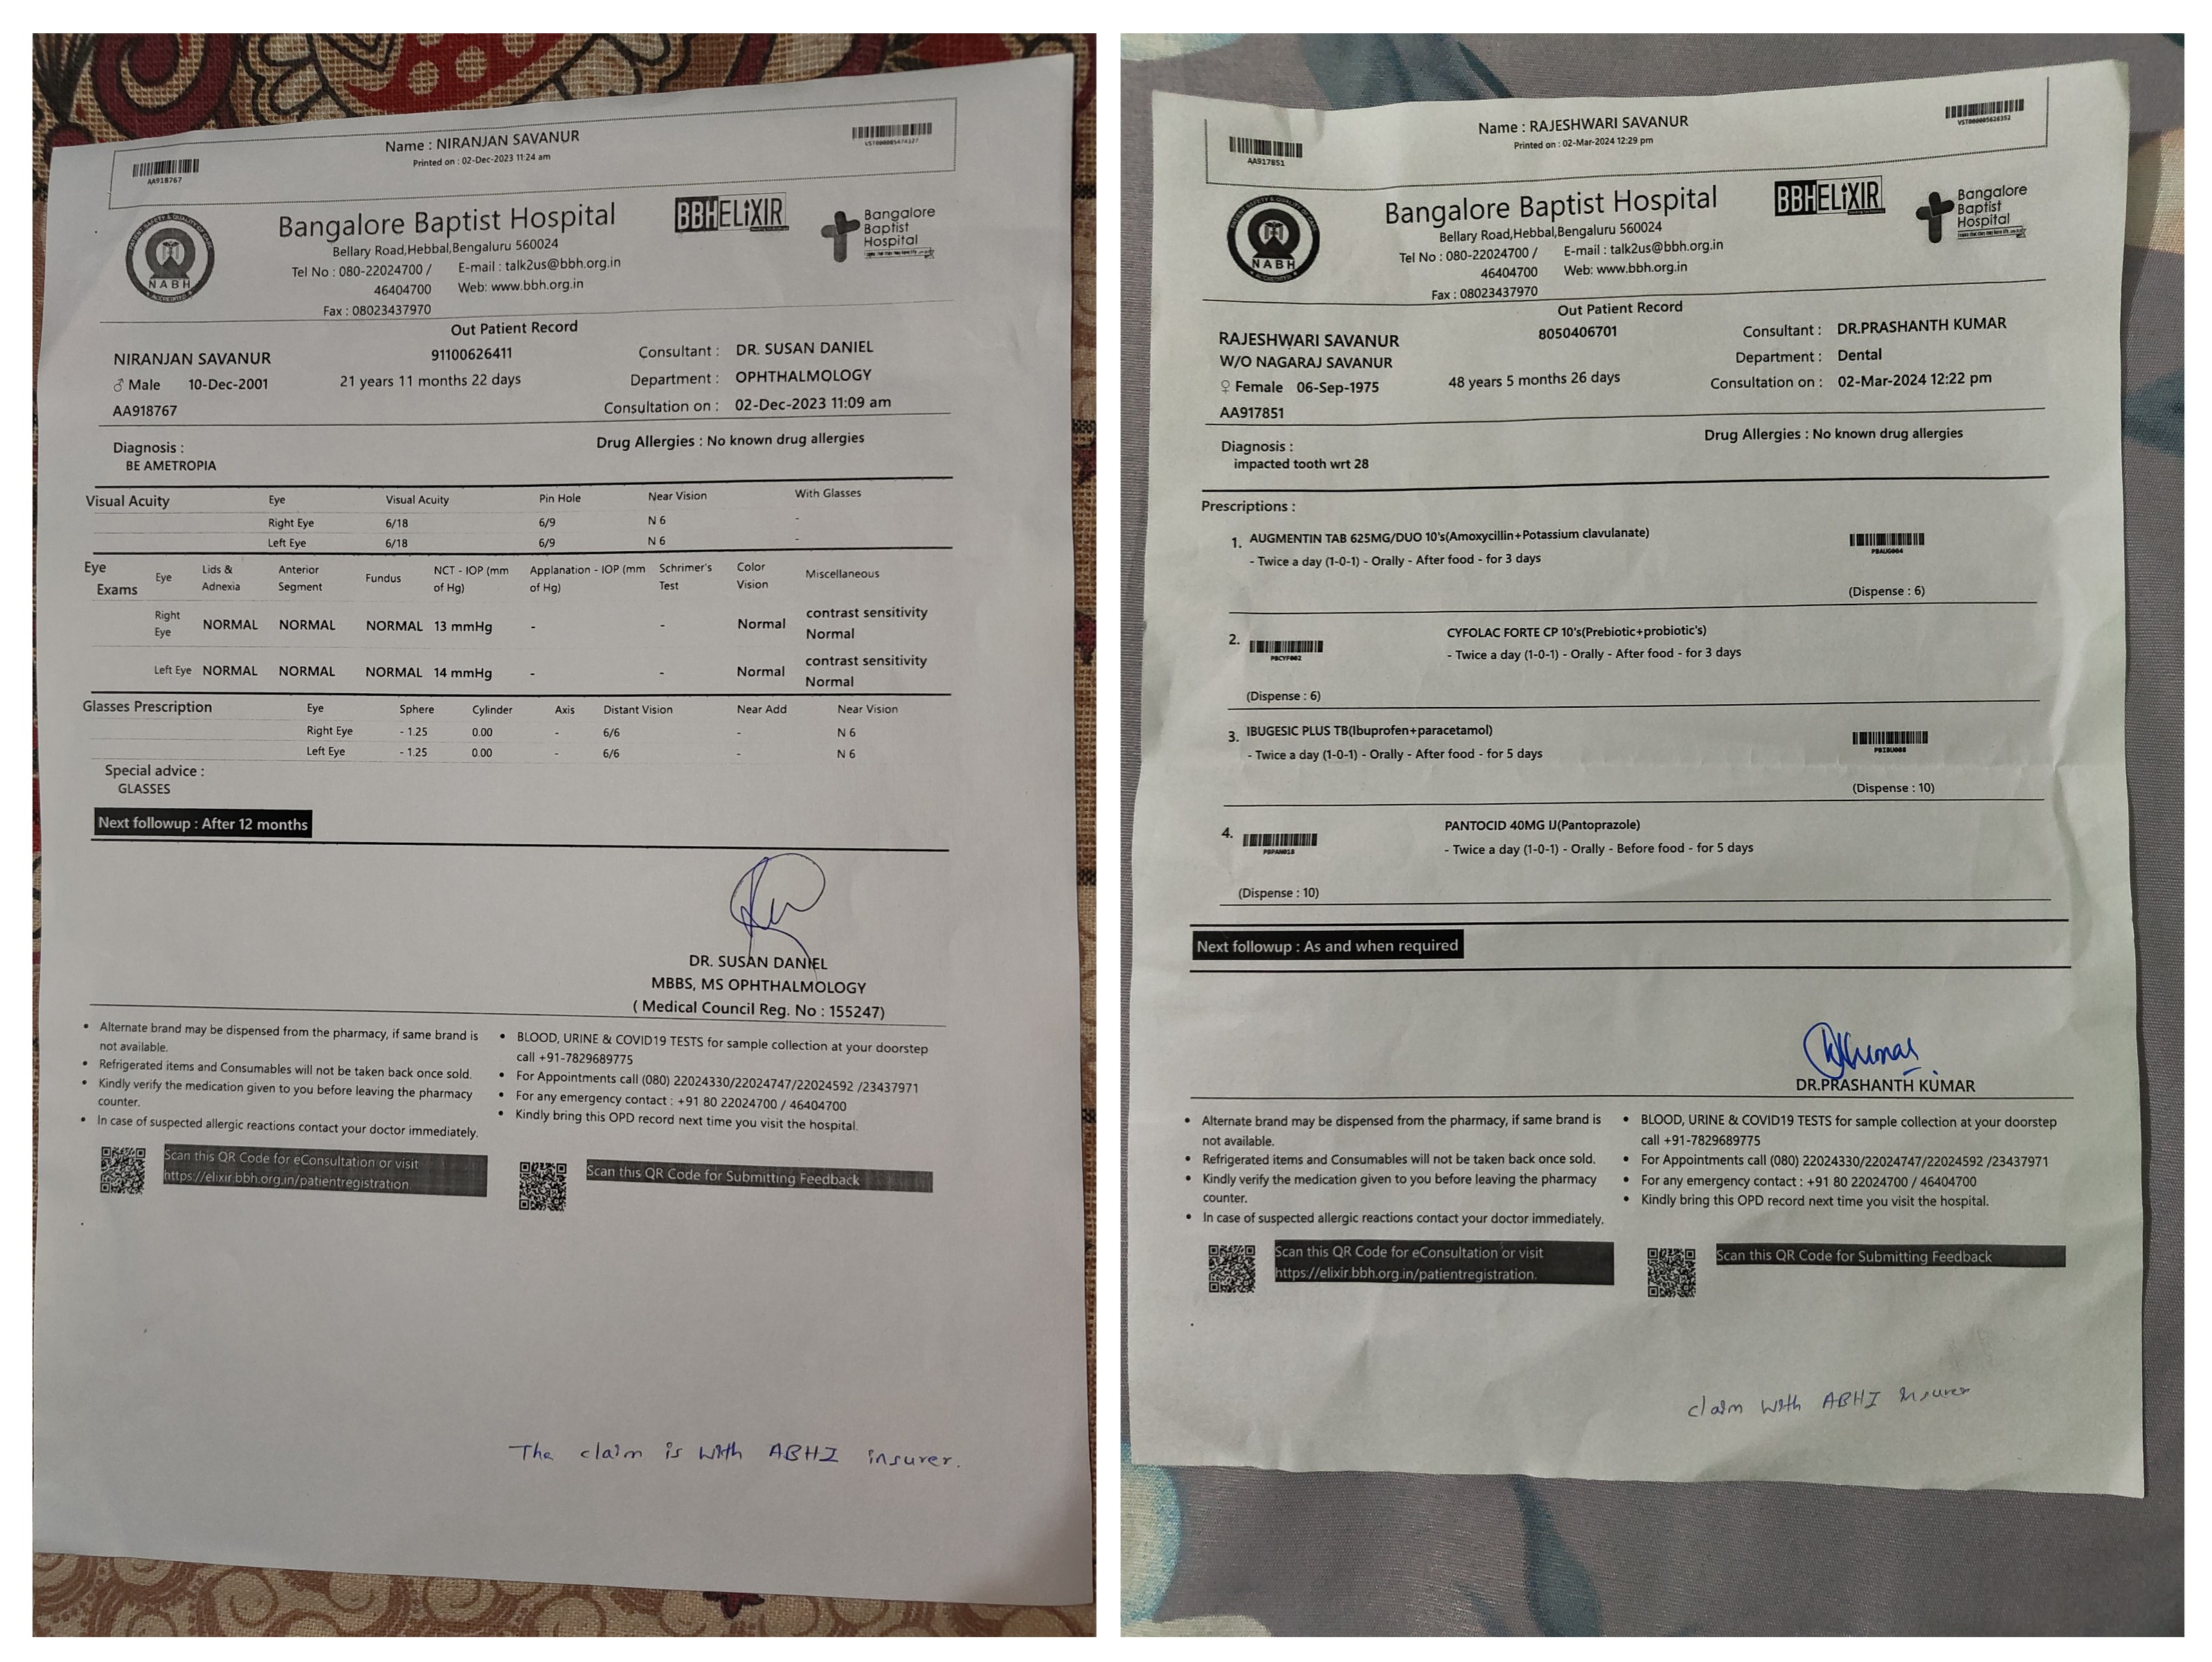 Name : NIRANJAN SAVANUR
Printed on : 02-Dec-2023 11:24 am
AA918767
Bangalore Baptist Hospital
Bellary Road,Hebbal,Bengaluru 560024
Tel No : 080-22024700 / 46404700
E-mail : talk2us@bbh.org.in
Web: www.bbh.org.in
Fax : 08023437970
NABH
BBHELiXIR
Bangalore
Baptist
Hospital
Out Patient Record
NIRANJAN SAVANUR 91100626411 Consultant : DR. SUSAN DANIEL
♂ Male 10-Dec-2001 21 years 11 months 22 days Department : OPHTHALMOLOGY
AA918767 Consultation on : 02-Dec-2023 11:09 am
Diagnosis : Drug Allergies : No known drug allergies
BE AMETROPIA
Visual Acuity Eye Visual Acuity Pin Hole Near Vision With Glasses
Right Eye 6/18 6/9 N 6 -
Left Eye 6/18 6/9 N 6 -
Eye Exams Eye Lids & Adnexia Anterior Segment Fundus NCT - IOP (mm of Hg) Applanation - IOP (mm of Hg) Schrimer's Test Color Vision Miscellaneous
Right Eye NORMAL NORMAL NORMAL 13 mmHg - - Normal contrast sensitivity Normal
Left Eye NORMAL NORMAL NORMAL 14 mmHg - - Normal contrast sensitivity Normal
Glasses Prescription Eye Sphere Cylinder Axis Distant Vision Near Add Near Vision
Right Eye - 1.25 0.00 - 6/6 - N 6
Left Eye - 1.25 0.00 - 6/6 - N 6
Special advice :
GLASSES
Next followup : After 12 months
DR. SUSAN DANIEL
MBBS, MS OPHTHALMOLOGY
( Medical Council Reg. No : 155247)
• Alternate brand may be dispensed from the pharmacy, if same brand is
not available.
• Refrigerated items and Consumables will not be taken back once sold.
• Kindly verify the medication given to you before leaving the pharmacy
counter.
• In case of suspected allergic reactions contact your doctor immediately.
• BLOOD, URINE & COVID19 TESTS for sample collection at your doorstep
call +91-7829689775
• For Appointments call (080) 22024330/22024747/22024592 /23437971
• For any emergency contact : +91 80 22024700 / 46404700
• Kindly bring this OPD record next time you visit the hospital.
Scan this QR Code for eConsultation or visit
https://elixir.bbh.org.in/patientregistration.
Scan this QR Code for Submitting Feedback
The claim is with ABHI insurer.
Name : RAJESHWARI SAVANUR
Printed on : 02-Mar-2024 12:29 pm
AA917851
Bangalore Baptist Hospital
Bellary Road,Hebbal,Bengaluru 560024
Tel No : 080-22024700 / 46404700
E-mail : talk2us@bbh.org.in
Web: www.bbh.org.in
Fax : 08023437970
NABH
BBHELiXIR
Bangalore
Baptist
Hospital
Out Patient Record
RAJESHWARI SAVANUR 8050406701 Consultant : DR.PRASHANTH KUMAR
W/O NAGARAJ SAVANUR Department : Dental
♀ Female 06-Sep-1975 48 years 5 months 26 days Consultation on : 02-Mar-2024 12:22 pm
AA917851
Diagnosis : Drug Allergies : No known drug allergies
impacted tooth wrt 28
Prescriptions :
1. AUGMENTIN TAB 625MG/DUO 10's(Amoxycillin+Potassium clavulanate)
- Twice a day (1-0-1) - Orally - After food - for 3 days
PBAUG004
(Dispense : 6)
2. CYFOLAC FORTE CP 10's(Prebiotic+probiotic's)
PBCYF002
- Twice a day (1-0-1) - Orally - After food - for 3 days
(Dispense : 6)
3. IBUGESIC PLUS TB(Ibuprofen+paracetamol)
- Twice a day (1-0-1) - Orally - After food - for 5 days
(Dispense : 10)
4. PANTOCID 40MG IJ(Pantoprazole)
PBPAN018
- Twice a day (1-0-1) - Orally - Before food - for 5 days
(Dispense : 10)
Next followup : As and when required
DR.PRASHANTH KUMAR
• Alternate brand may be dispensed from the pharmacy, if same brand is
not available.
• Refrigerated items and Consumables will not be taken back once sold.
• Kindly verify the medication given to you before leaving the pharmacy
counter.
• In case of suspected allergic reactions contact your doctor immediately.
• BLOOD, URINE & COVID19 TESTS for sample collection at your doorstep
call +91-7829689775
• For Appointments call (080) 22024330/22024747/22024592 /23437971
• For any emergency contact : +91 80 22024700 / 46404700
• Kindly bring this OPD record next time you visit the hospital.
Scan this QR Code for eConsultation or visit
https://elixir.bbh.org.in/patientregistration.
Scan this QR Code for Submitting Feedback
claim with ABHI insurer